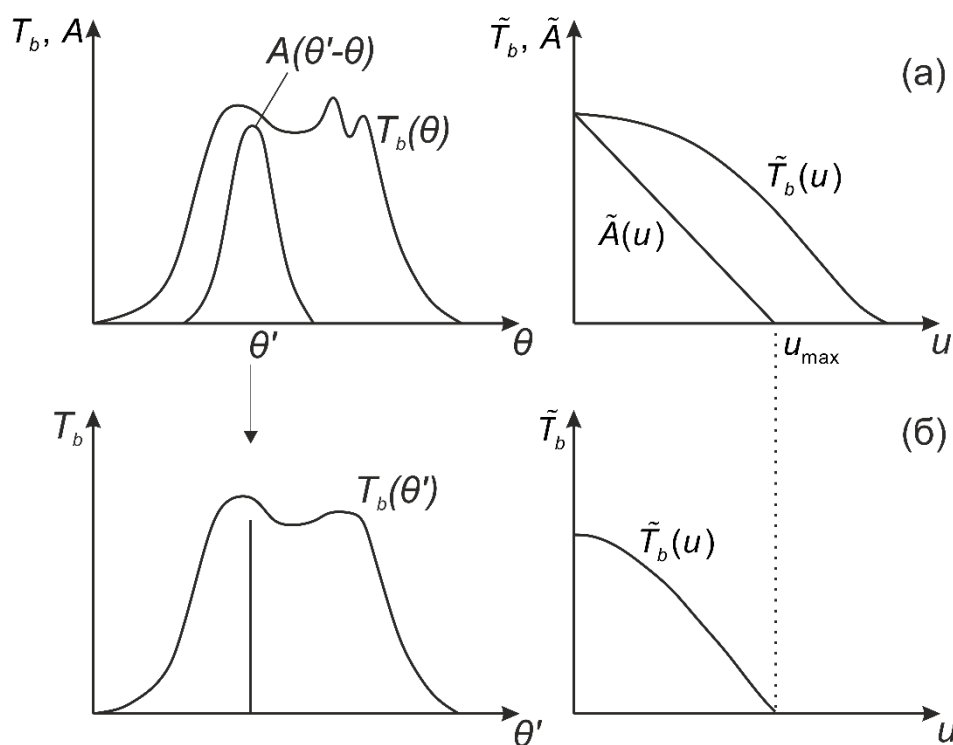 T_b, A
A(θ'-θ)
T_b(θ)
θ'
θ
T̃_b, Ã
(а)
T̃_b(u)
Ã(u)
u_max
u
T_b
T_b(θ')
θ'
T̃_b
(б)
T̃_b(u)
u